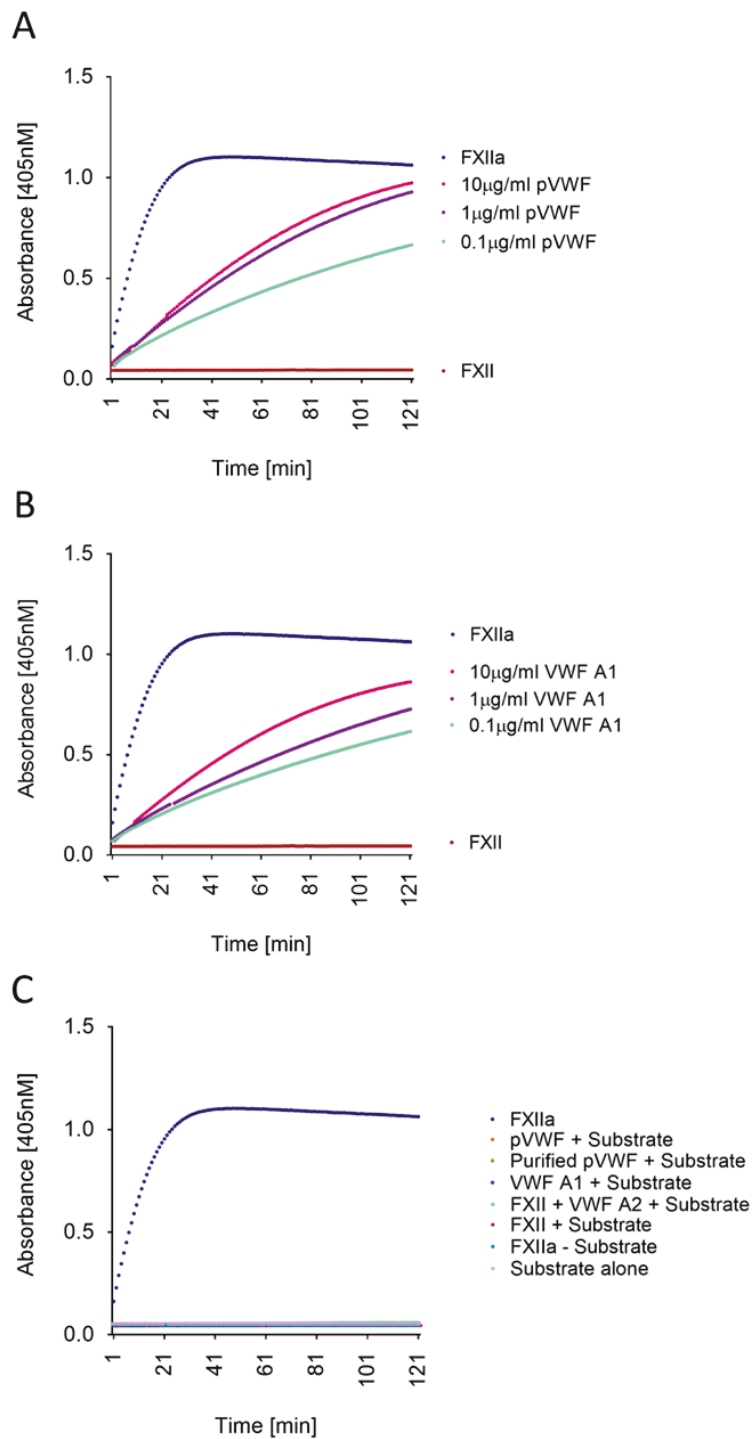 A
1.5
1.0
0.5
0.0
Absorbance [405nM]
1 21 41 61 81 101 121
Time [min]
FXIIa
10μg/ml pVWF
1μg/ml pVWF
0.1μg/ml pVWF
FXII
B
1.5
1.0
0.5
0.0
Absorbance [405nM]
1 21 41 61 81 101 121
Time [min]
FXIIa
10μg/ml VWF A1
1μg/ml VWF A1
0.1μg/ml VWF A1
FXII
C
1.5
1.0
0.5
0.0
Absorbance [405nM]
1 21 41 61 81 101 121
Time [min]
FXIIa
pVWF + Substrate
Purified pVWF + Substrate
VWF A1 + Substrate
FXII + VWF A2 + Substrate
FXII + Substrate
FXIIa - Substrate
Substrate alone